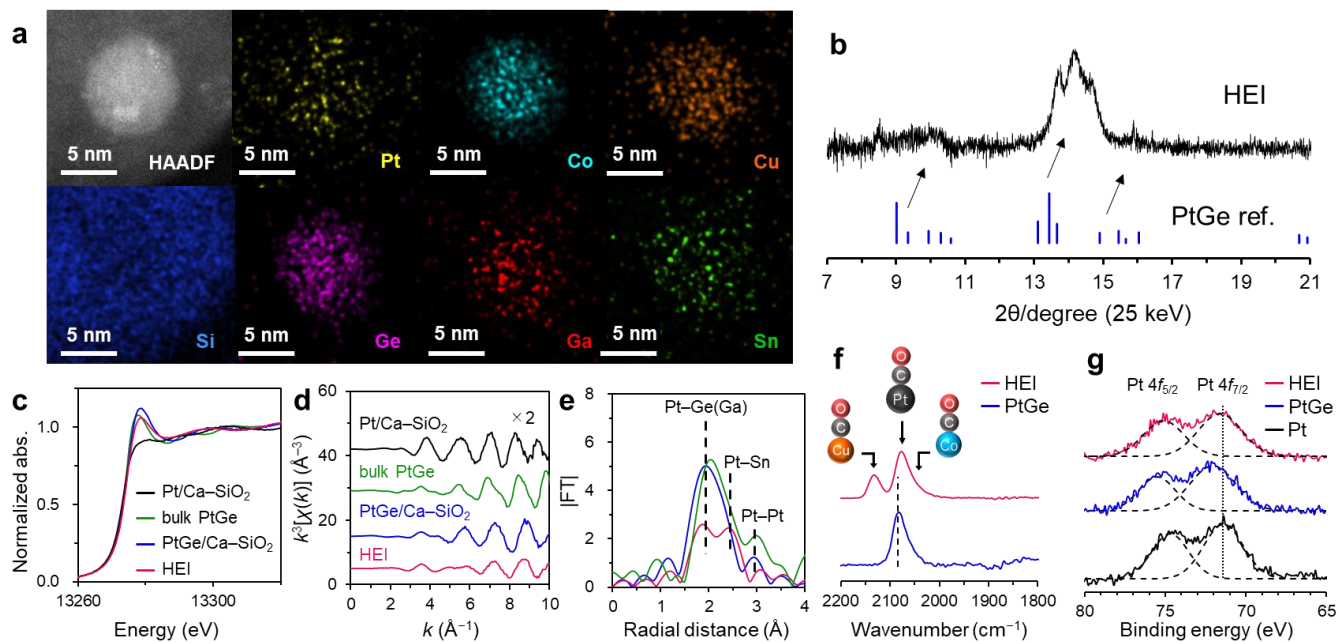 a
5 nm
HAADF
5 nm
Pt
5 nm
Co
5 nm
Cu
5 nm
Si
5 nm
Ge
5 nm
Ga
5 nm
Sn
b
HEI
PtGe ref.
7 9 11 13 15 17 19 21
2θ/degree (25 keV)
c
Normalized abs.
1.0
0.0
Pt/Ca–SiO₂
bulk PtGe
PtGe/Ca–SiO₂
HEI
13260 13300
Energy (eV)
d
k³[χ(k)] (Å⁻³)
60
40
20
0
× 2
Pt/Ca–SiO₂
bulk PtGe
PtGe/Ca–SiO₂
HEI
0 2 4 6 8 10
k (Å⁻¹)
e
|FT|
8
6
4
2
0
Pt–Ge(Ga)
Pt–Sn
Pt–Pt
0 1 2 3 4
Radial distance (Å)
f
HEI
PtGe
O
C
Pt
O
C
Cu
O
C
Co
2200 2100 2000 1900 1800
Wavenumber (cm⁻¹)
g
Pt 4f₅/₂ Pt 4f₇/₂
HEI
PtGe
Pt
80 75 70 65
Binding energy (eV)